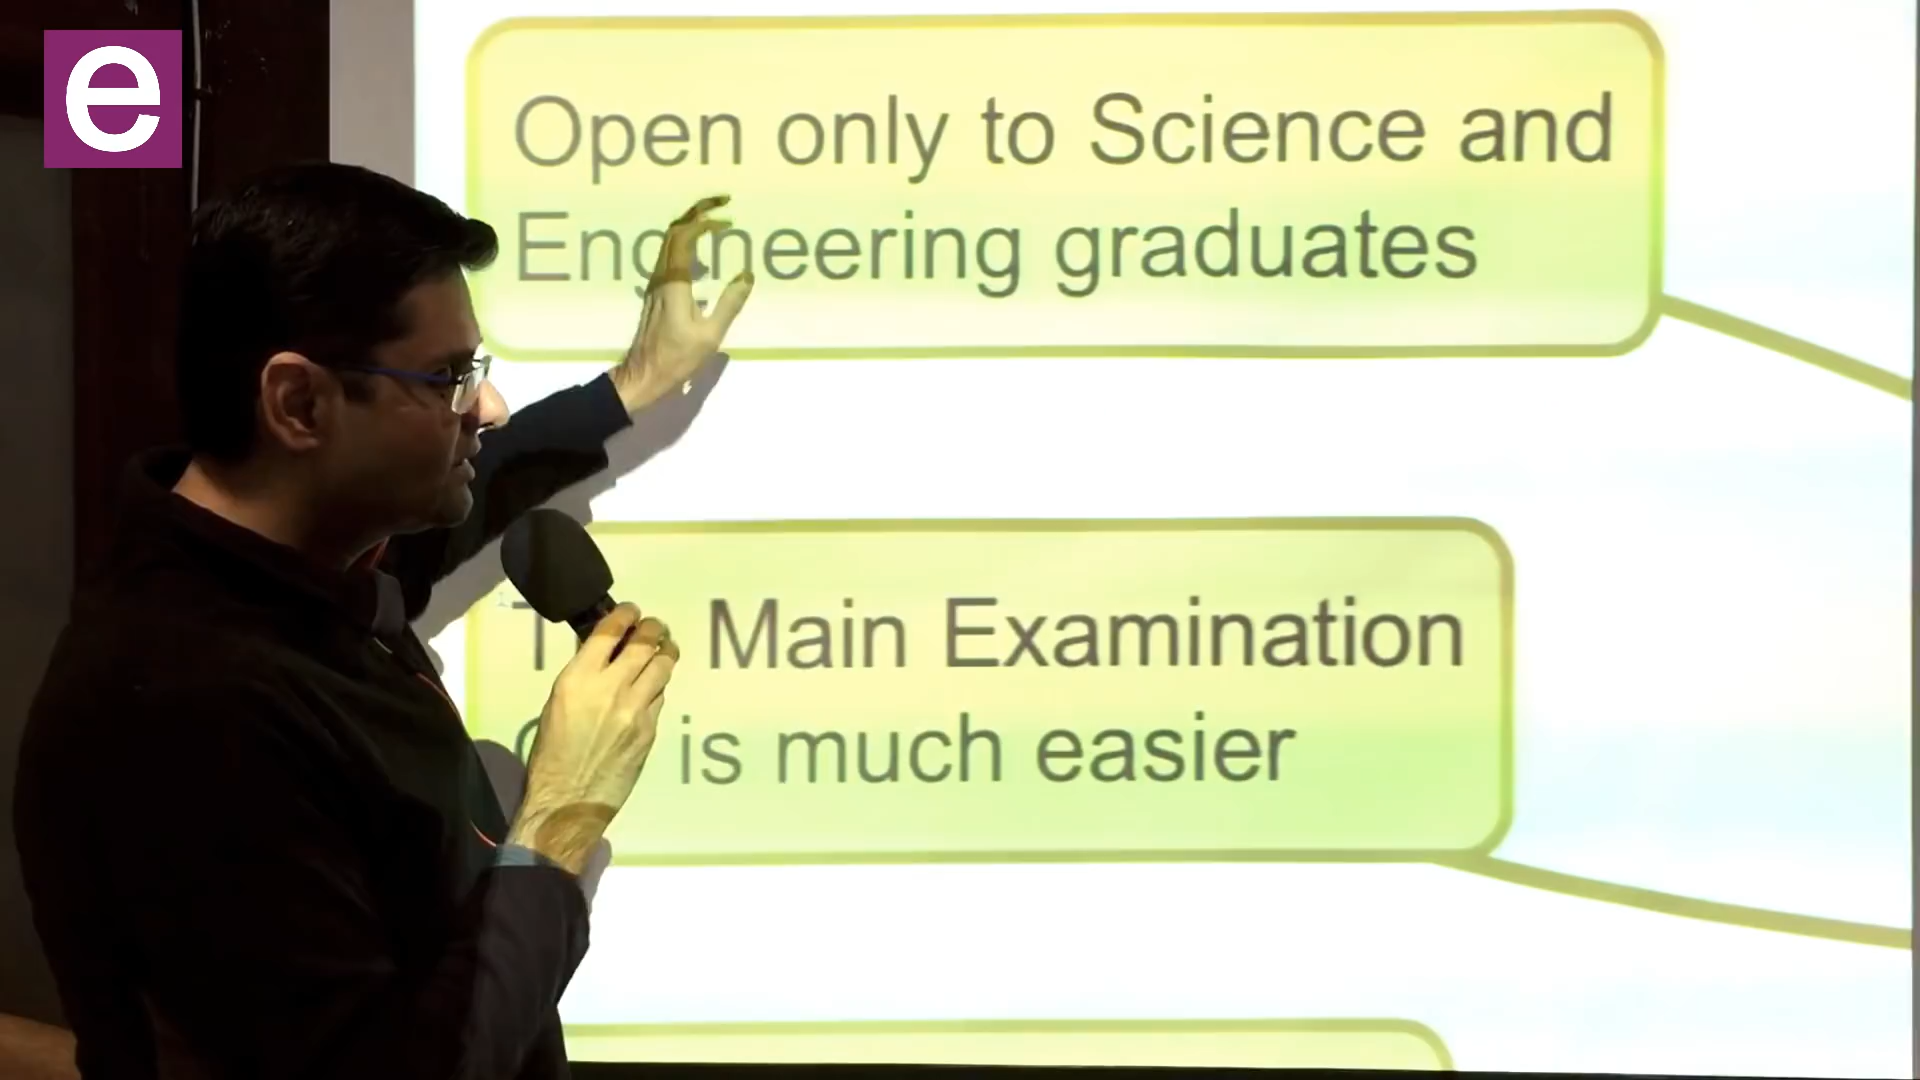 e
Open only to Science and
Engineering graduates
Main Examination
is much easier